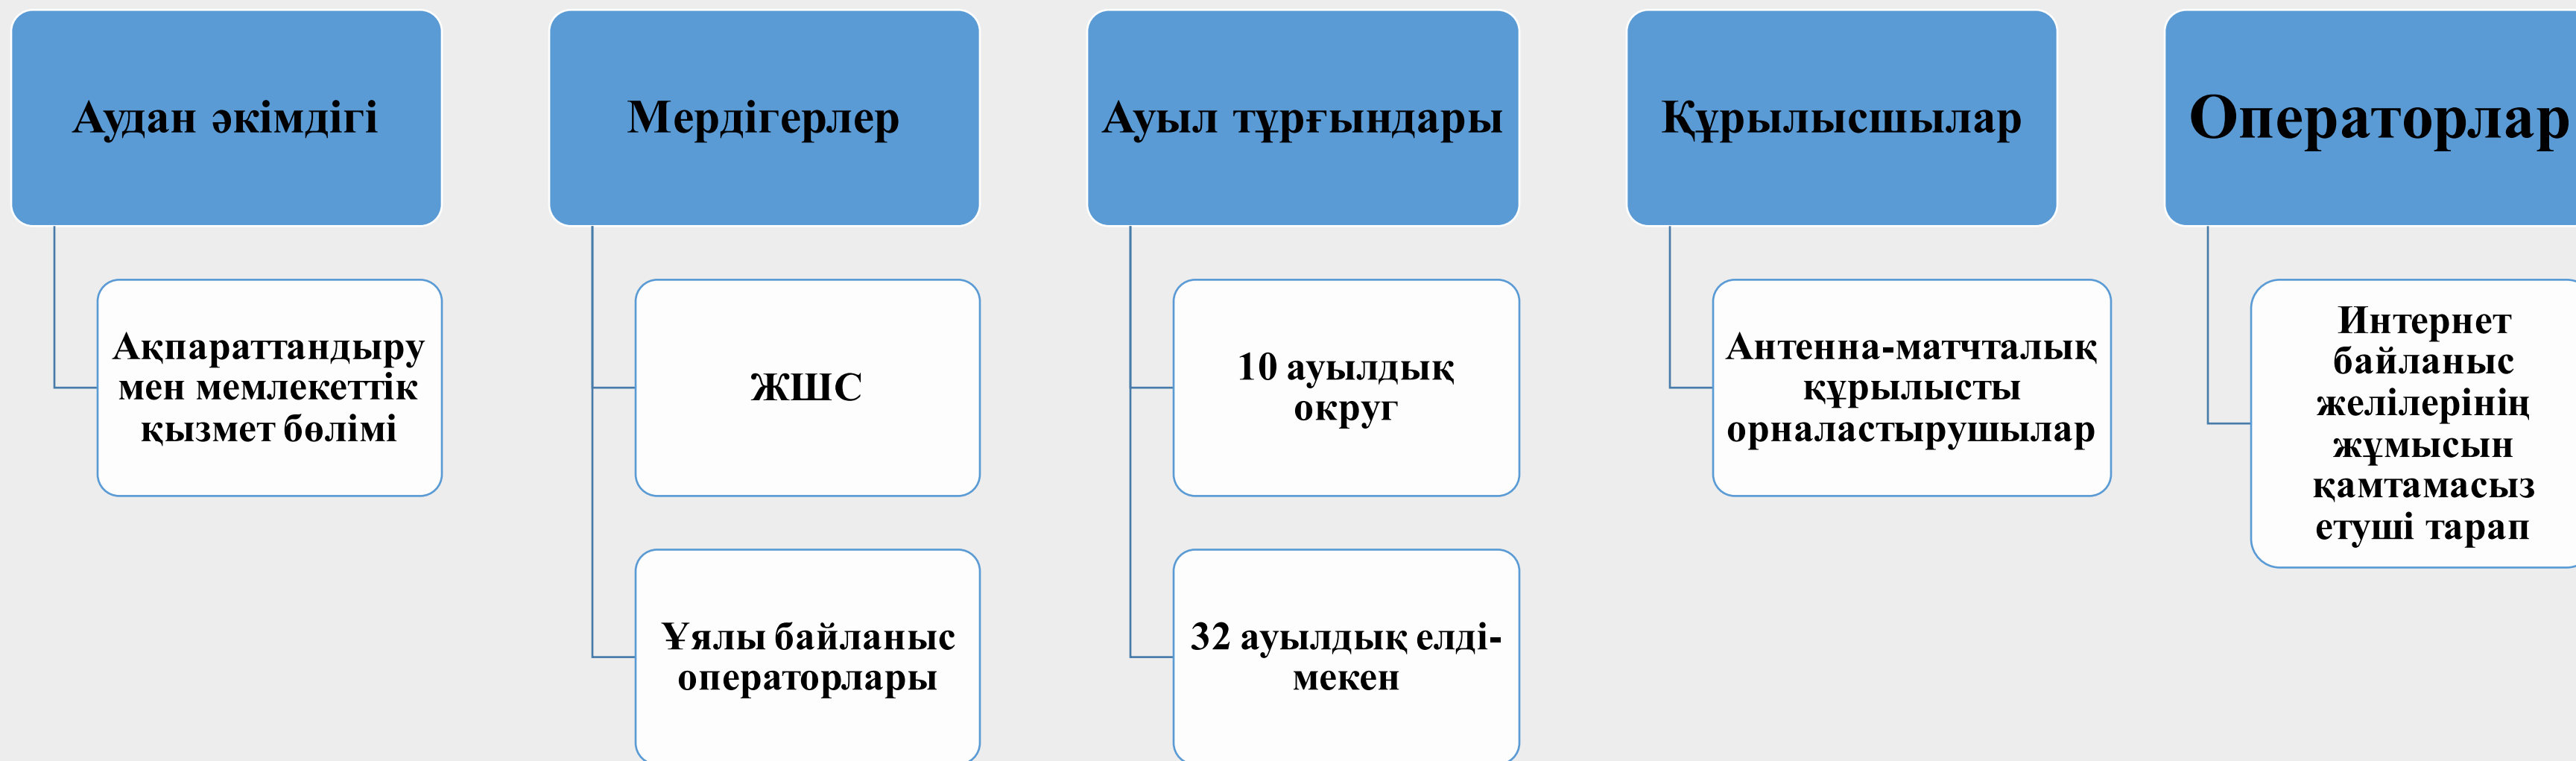 Аудан әкімдігі
Ақпараттандыру
мен мемлекеттік
қызмет бөлімі
Мердігерлер
ЖШС
Ұялы байланыс
операторлары
Ауыл тұрғындары
10 ауылдық
округ
32 ауылдық елді-
мекен
Құрылысшылар
Антенна-матчталық
құрылысты
орналастырушылар
Операторлар
Интернет
байланыс
желілерінің
жұмысын
қамтамасыз
етуші тарап